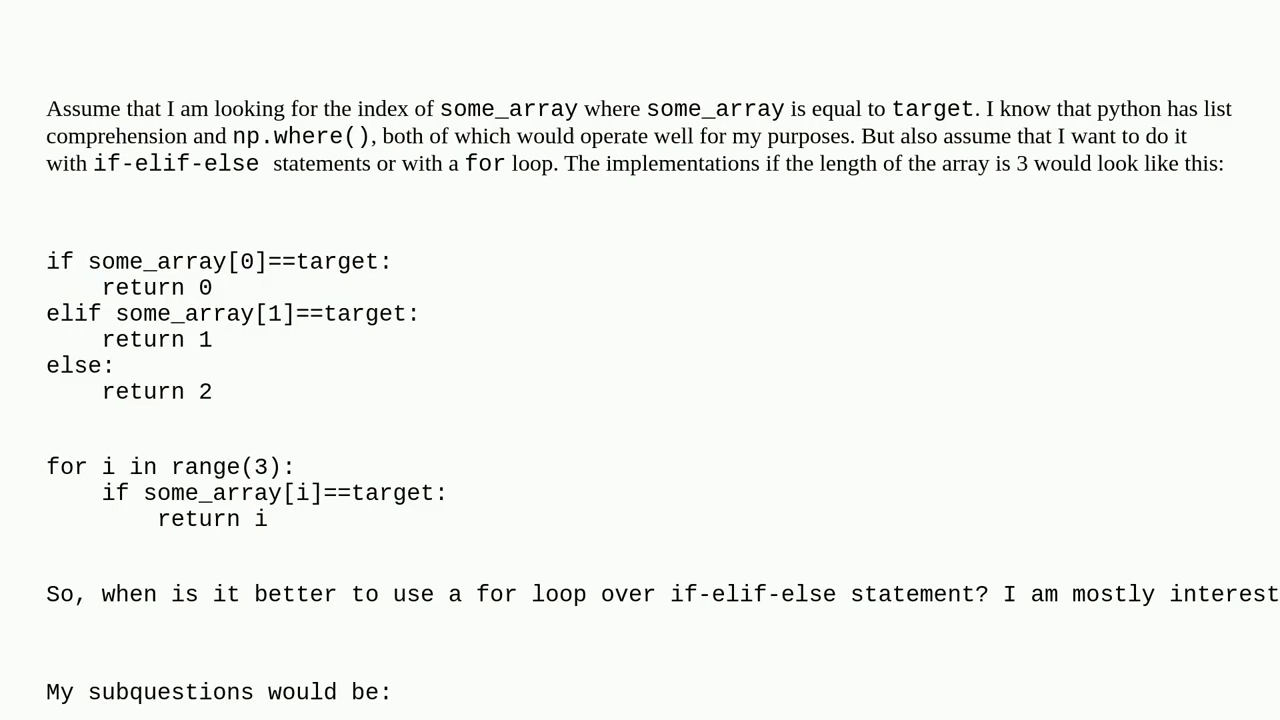 Assume that I am looking for the index of some_array where some_array is equal to target. I know that python has list
comprehension and np.where(), both of which would operate well for my purposes. But also assume that I want to do it
with if-elif-else statements or with a for loop. The implementations if the length of the array is 3 would look like this:
if some_array[0]==target:
    return 0
elif some_array[1]==target:
    return 1
else:
    return 2
for i in range(3):
    if some_array[i]==target:
        return i
So, when is it better to use a for loop over if-elif-else statement? I am mostly interest
My subquestions would be: